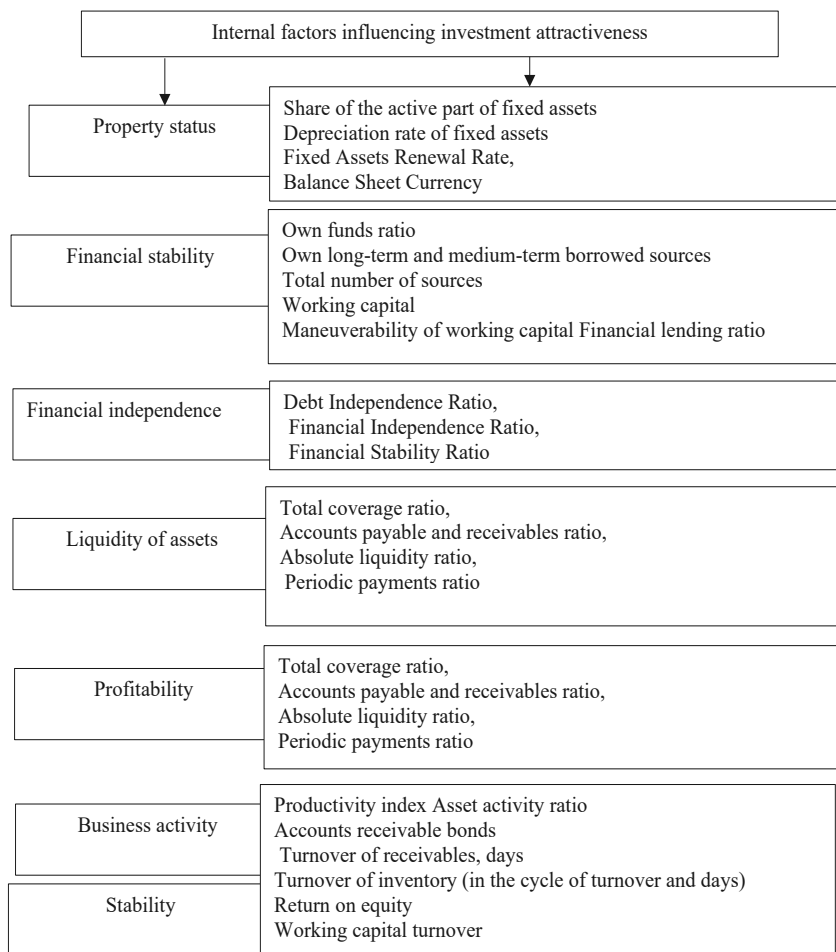 Internal factors influencing investment attractiveness
Property status
Share of the active part of fixed assets
Depreciation rate of fixed assets
Fixed Assets Renewal Rate,
Balance Sheet Currency
Financial stability
Own funds ratio
Own long-term and medium-term borrowed sources
Total number of sources
Working capital
Maneuverability of working capital Financial lending ratio
Financial independence
Debt Independence Ratio,
Financial Independence Ratio,
Financial Stability Ratio
Liquidity of assets
Total coverage ratio,
Accounts payable and receivables ratio,
Absolute liquidity ratio,
Periodic payments ratio
Profitability
Total coverage ratio,
Accounts payable and receivables ratio,
Absolute liquidity ratio,
Periodic payments ratio
Business activity
Productivity index Asset activity ratio
Accounts receivable bonds
Turnover of receivables, days
Turnover of inventory (in the cycle of turnover and days)
Stability
Return on equity
Working capital turnover